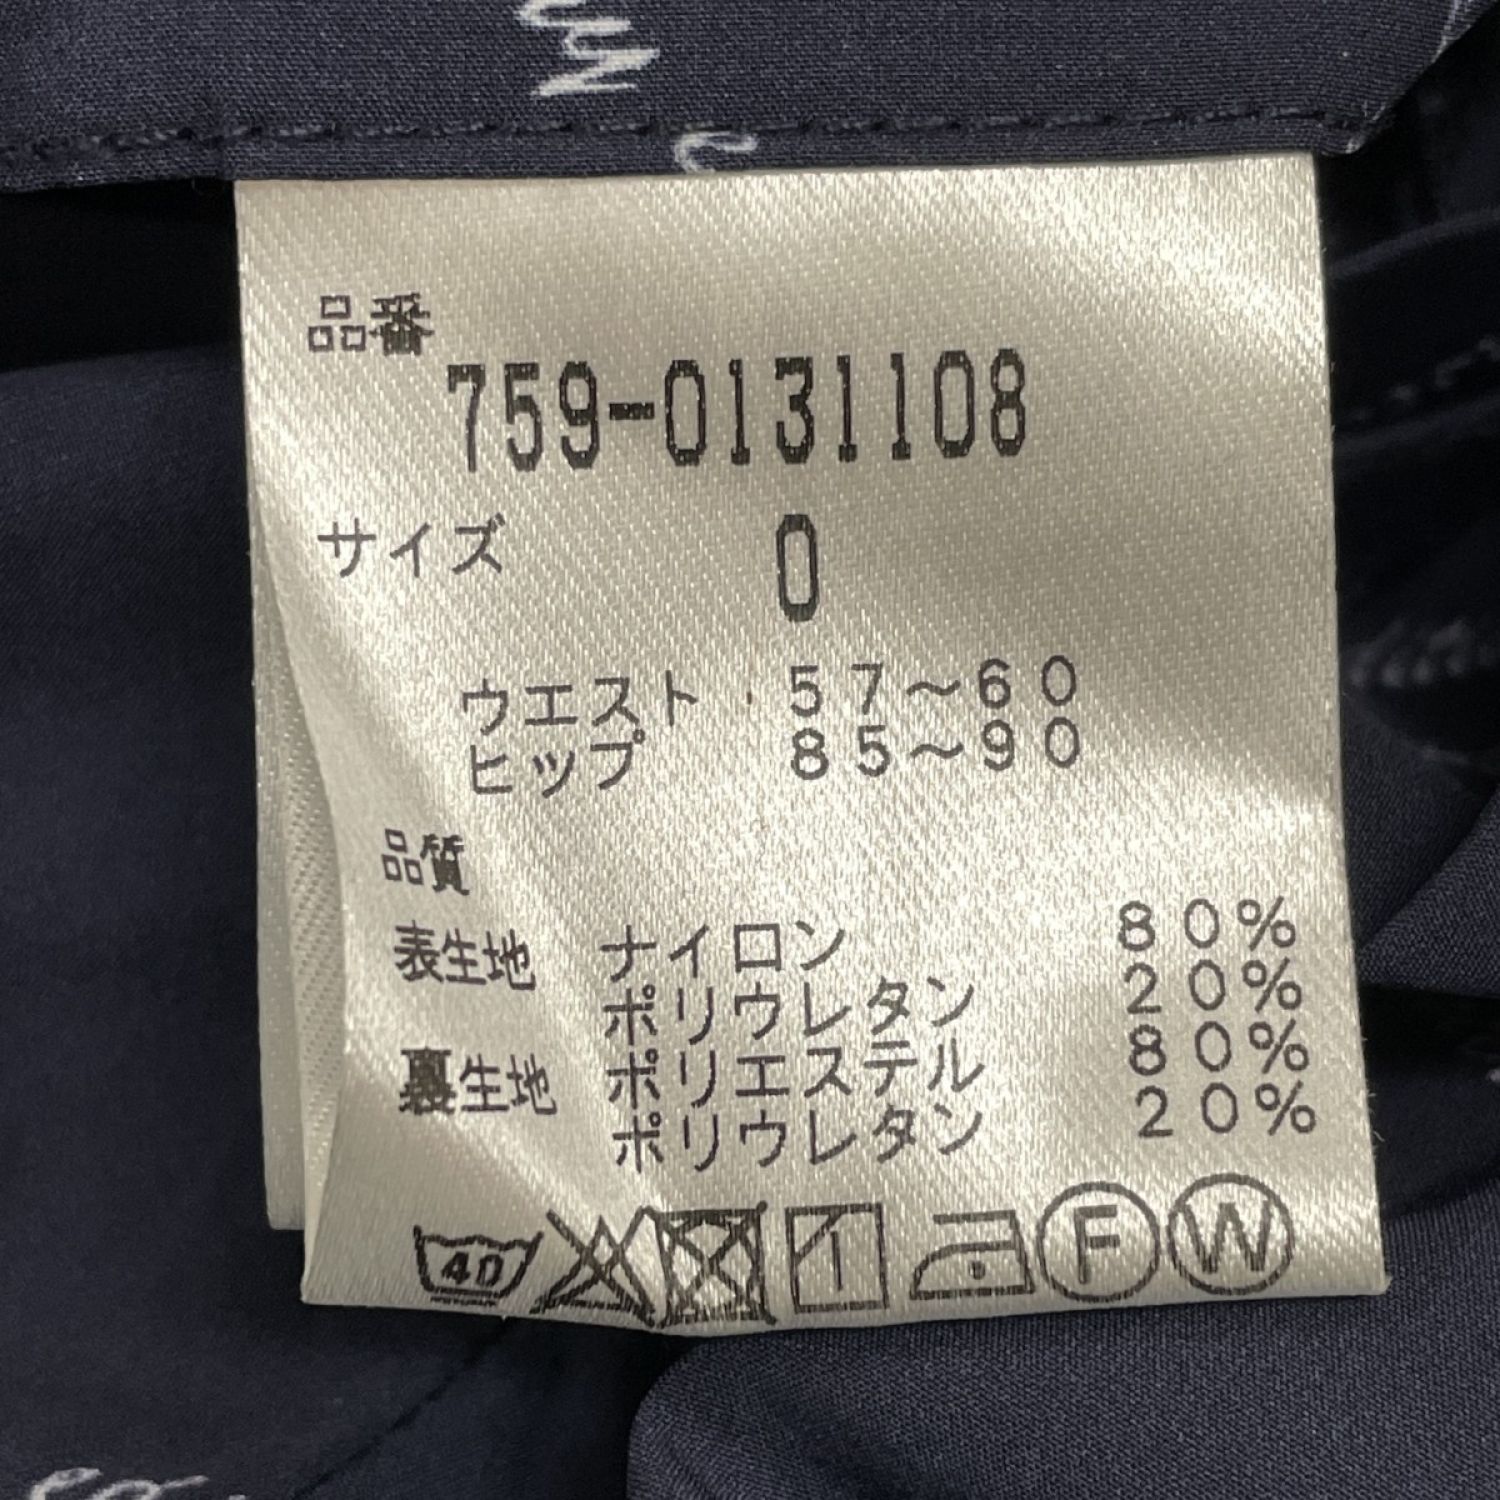 品番
759-0131108
サイズ 0
ウエスト 57～60
ヒップ 85～90
品質
表生地 ナイロン 80%
ポリウレタン 20%
裏生地 ポリエステル 80%
ポリウレタン 20%
40 F W